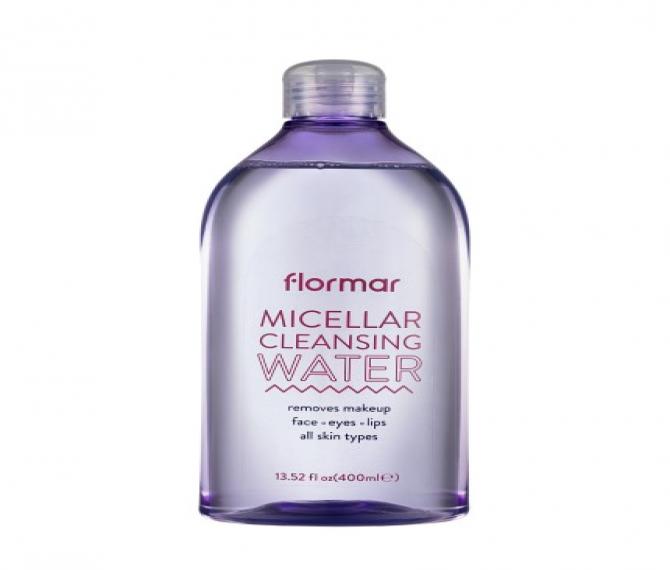 flormar
MICELLAR
CLEANSING
WATER
removes makeup
face - eyes - lips
all skin types
13.52 fl oz(400ml℮)